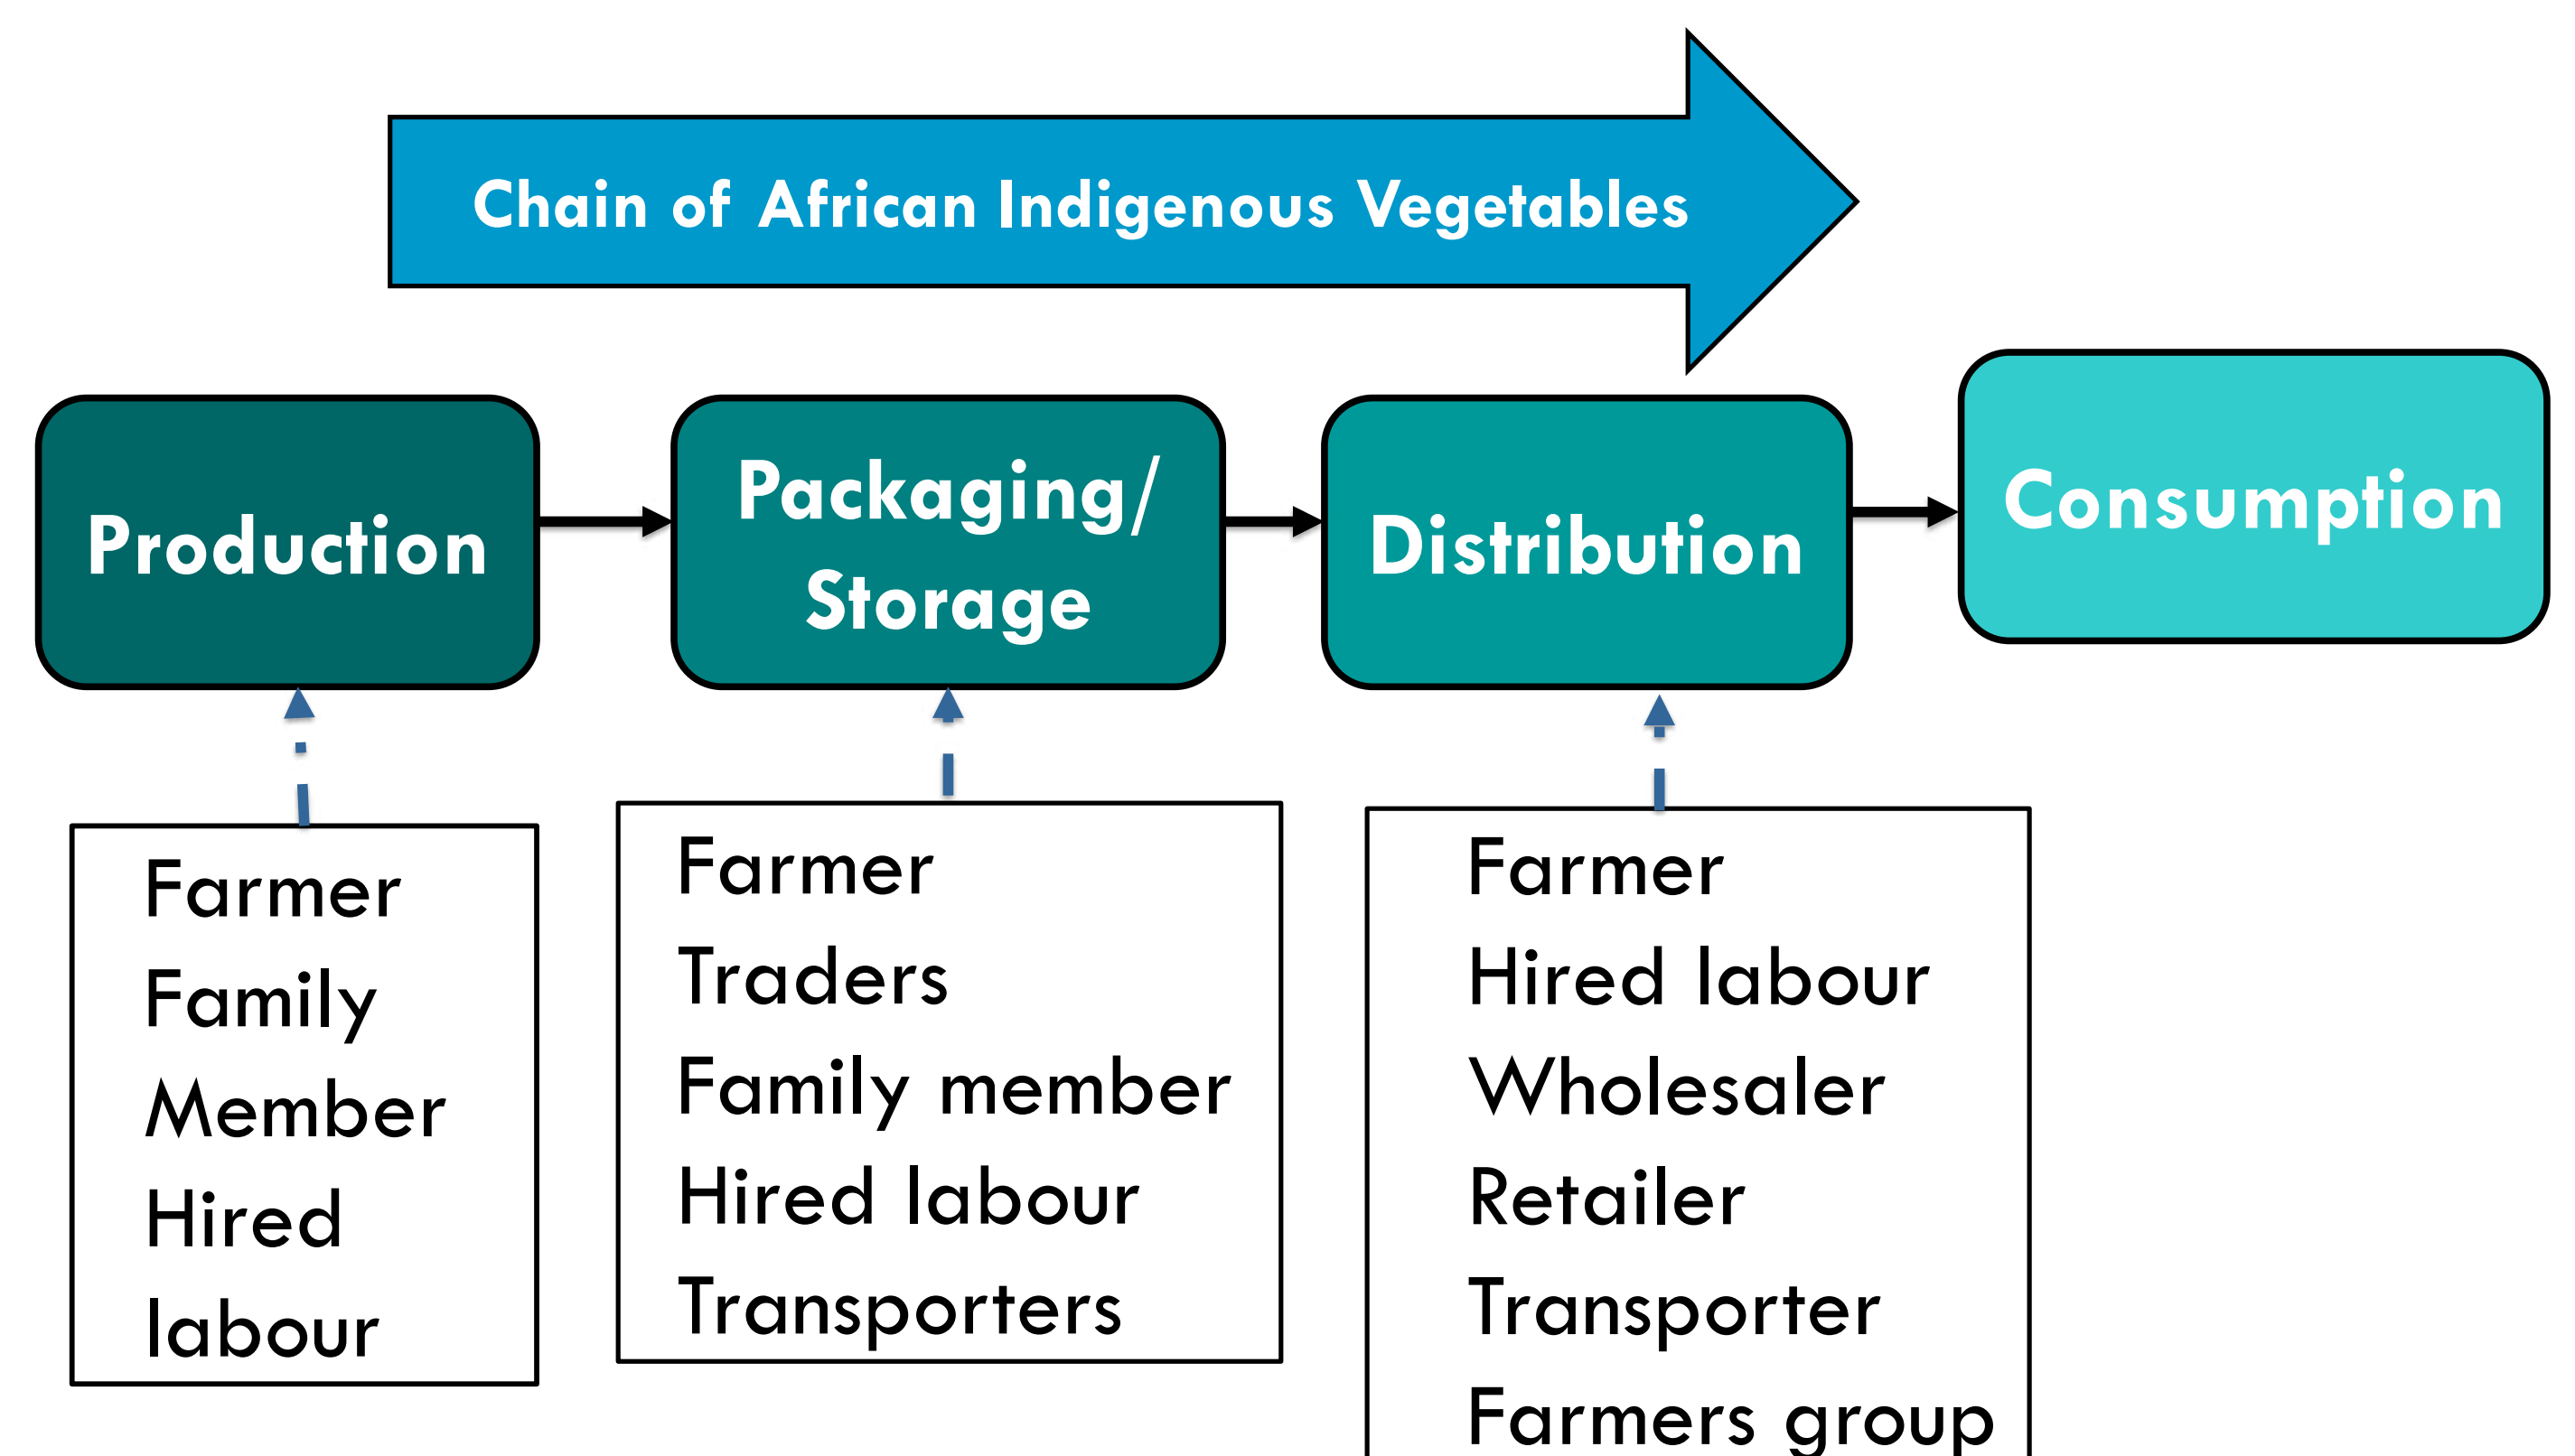 Chain of African Indigenous Vegetables
Production
Packaging/
Storage
Distribution
Consumption
Farmer
Family
Member
Hired
labour
Farmer
Traders
Family member
Hired labour
Transporters
Farmer
Hired labour
Wholesaler
Retailer
Transporter
Farmers group